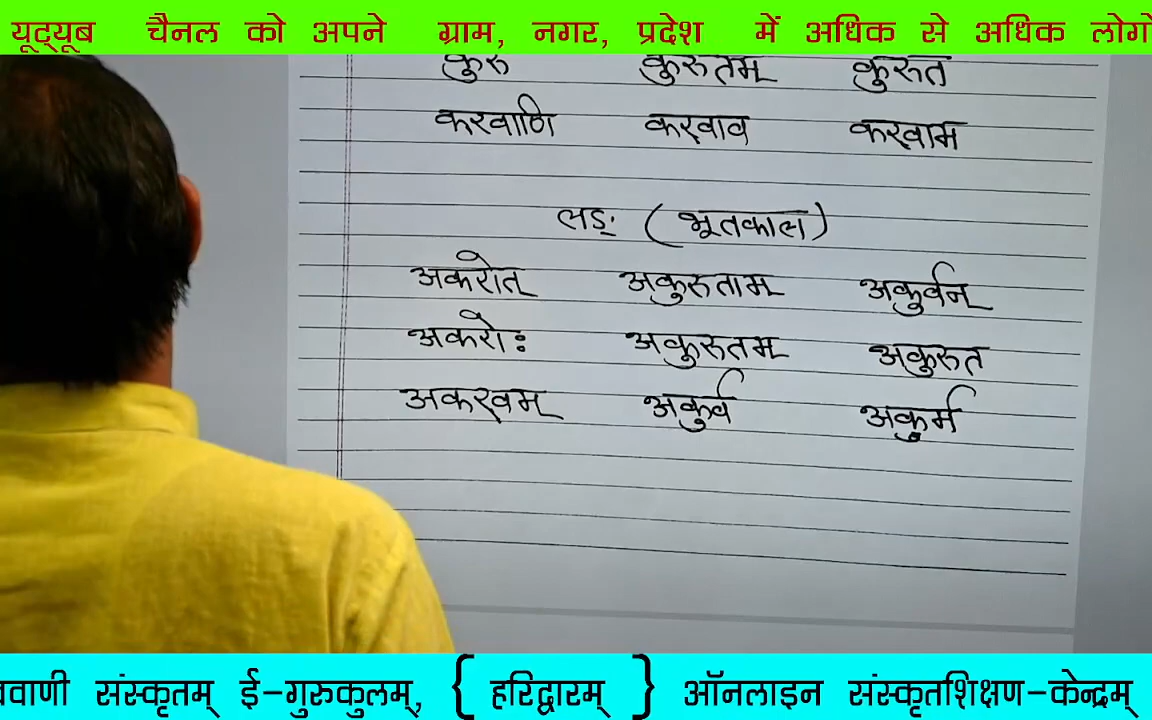 यूट्यूब चैनल को अपने ग्राम, नगर, प्रदेश में अधिक से अधिक लोगों
कुरु कुरुतम् कुरुत
करवाणि करवाव करवाम
लङ् (भूतकाल)
अकरोत् अकुरुताम् अकुर्वन्
अकरोः अकुरुतम् अकुरुत
अकरवम् अकुर्व अकुर्म
संस्कृतम् ई-गुरुकुलम्, { हरिद्वारम् } ऑनलाइन संस्कृतशिक्षण-केन्द्रम्